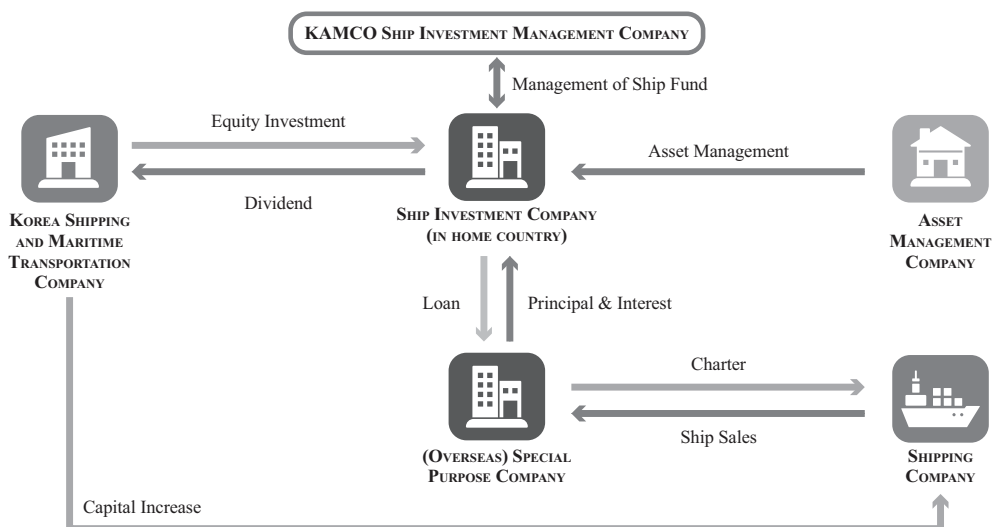 KAMCO SHIP INVESTMENT MANAGEMENT COMPANY
Management of Ship Fund
Equity Investment
Asset Management
Dividend
KOREA SHIPPING
AND MARITIME
TRANSPORTATION
COMPANY
SHIP INVESTMENT COMPANY
(IN HOME COUNTRY)
ASSET
MANAGEMENT
COMPANY
Loan
Principal & Interest
Charter
Ship Sales
(OVERSEAS) SPECIAL
PURPOSE COMPANY
SHIPPING
COMPANY
Capital Increase